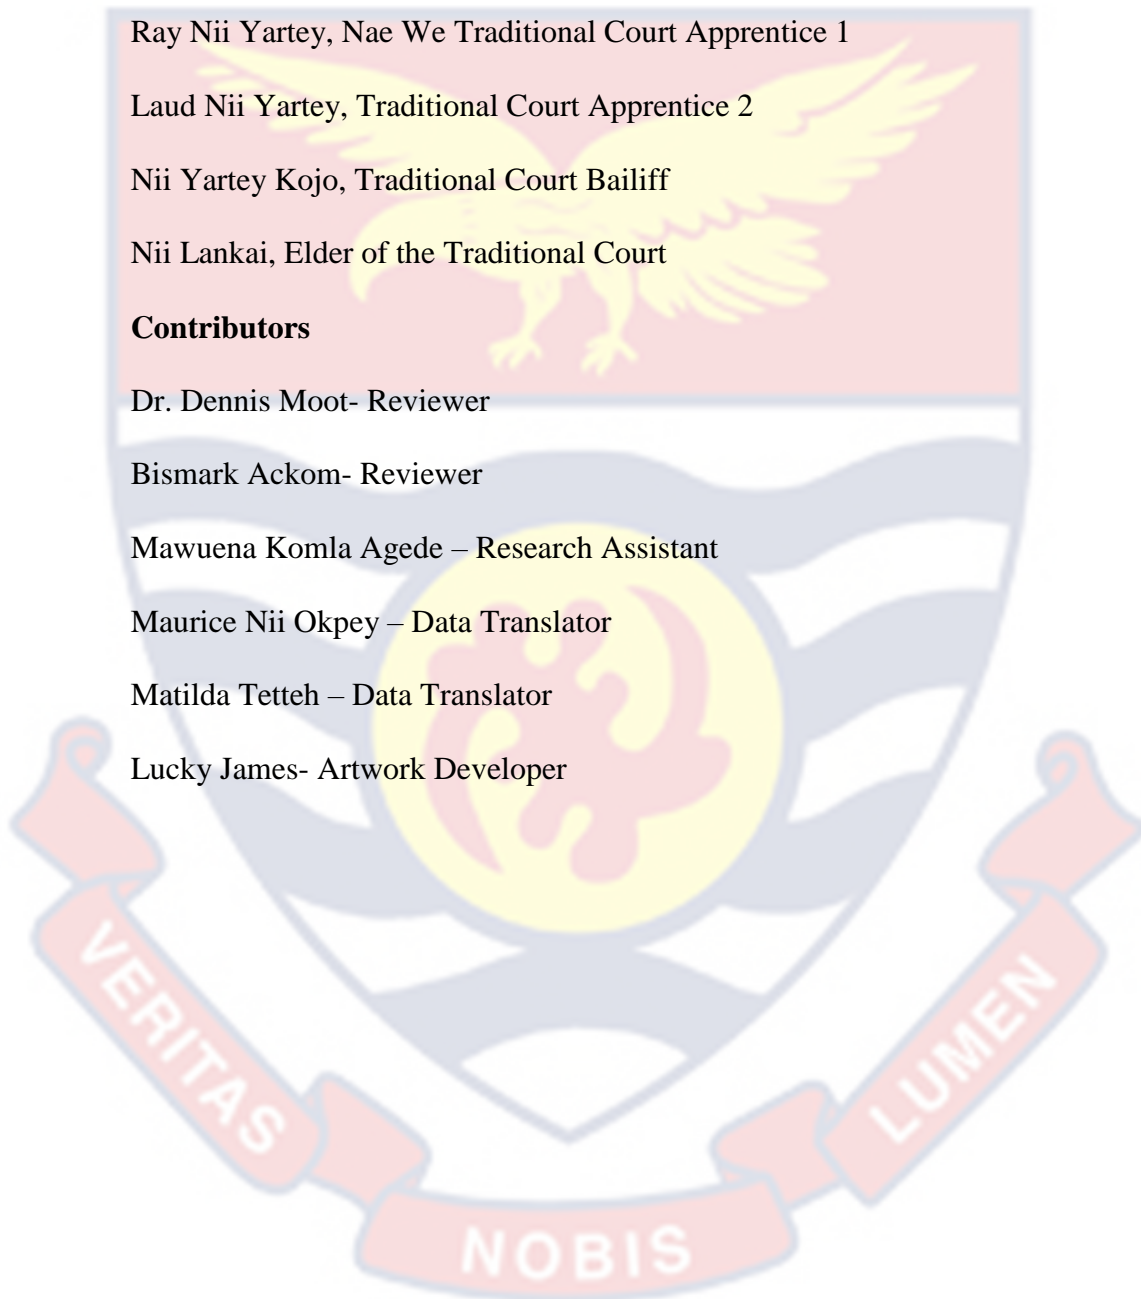 Ray Nii Yartey, Nae We Traditional Court Apprentice 1
Laud Nii Yartey, Traditional Court Apprentice 2
Nii Yartey Kojo, Traditional Court Bailiff
Nii Lankai, Elder of the Traditional Court
Contributors
Dr. Dennis Moot- Reviewer
Bismark Ackom- Reviewer
Mawuena Komla Agede – Research Assistant
Maurice Nii Okpey – Data Translator
Matilda Tetteh – Data Translator
Lucky James- Artwork Developer
VERITAS
NOBIS
LUMEN